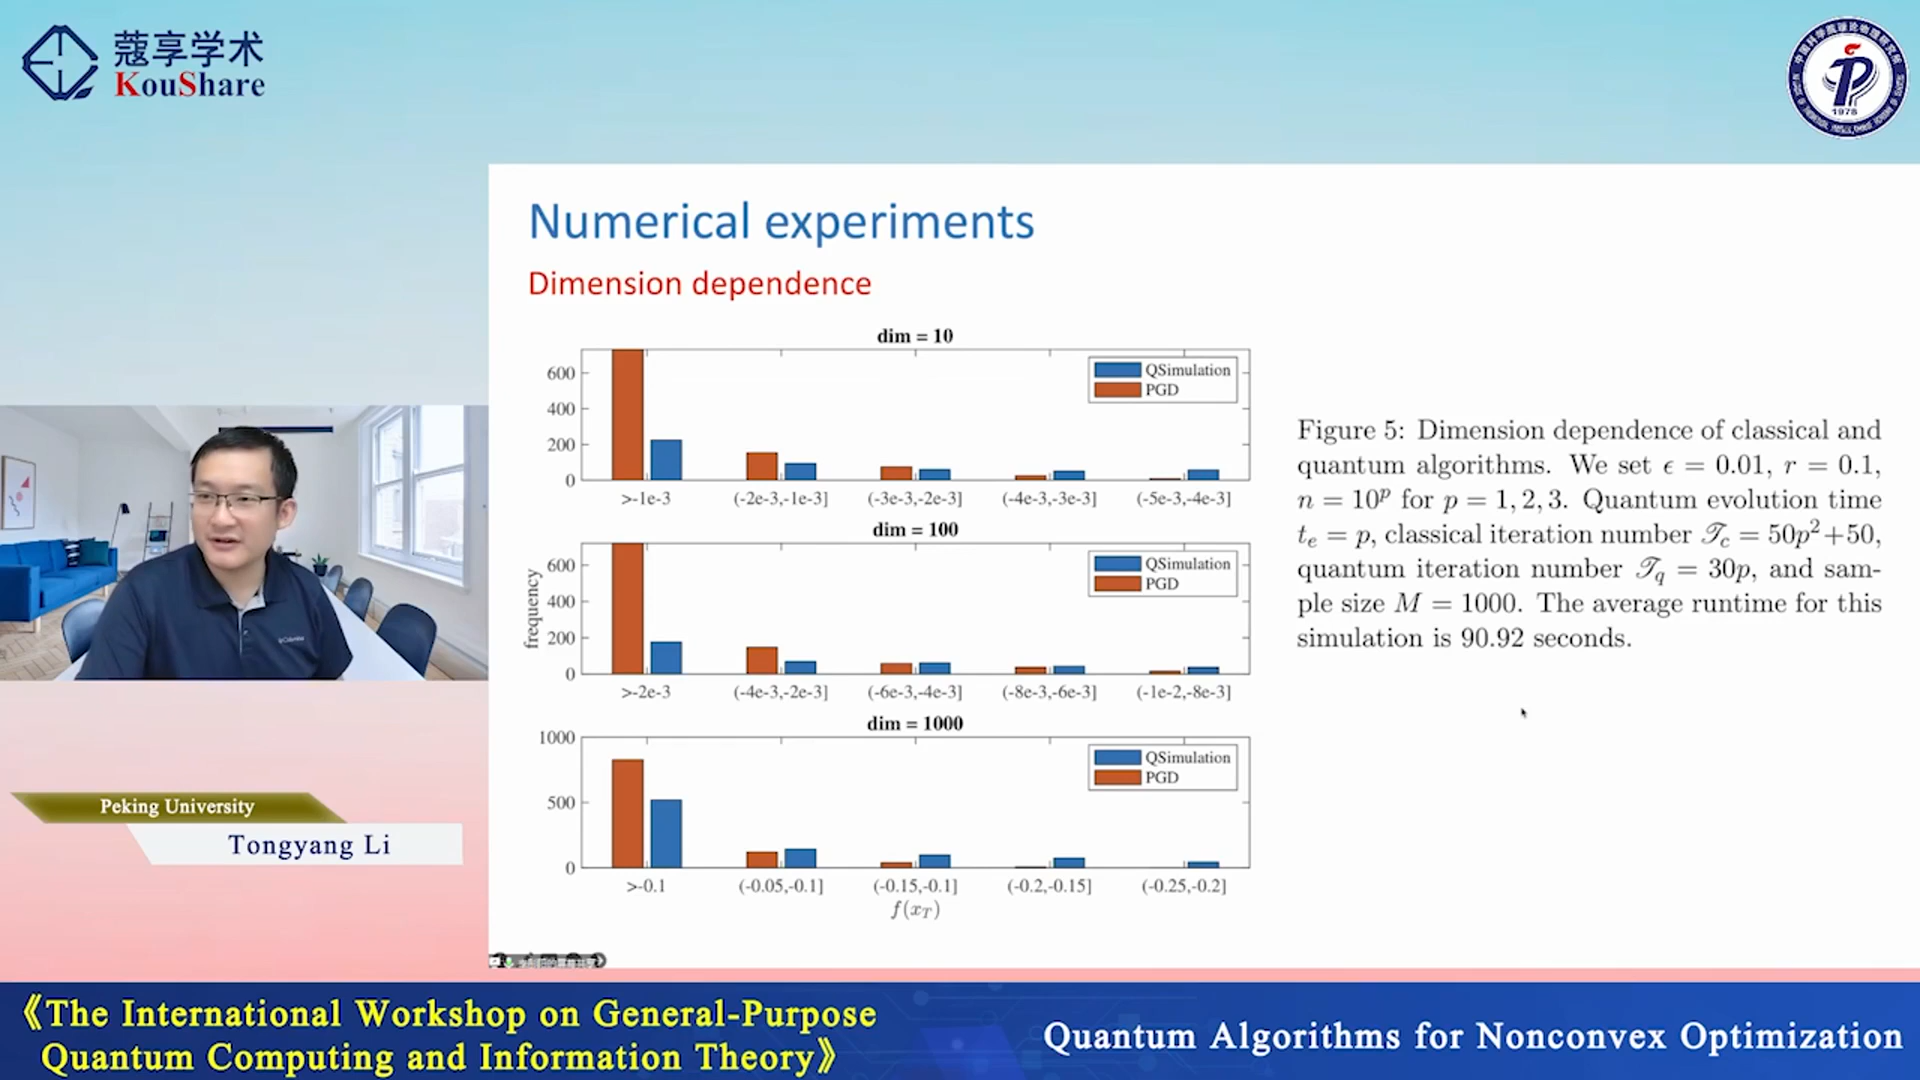 蔻享学术
KouShare
1978
Numerical experiments
Dimension dependence
dim = 10
600
400
200
0
QSimulation
PGD
>-1e-3
(-2e-3,-1e-3]
(-3e-3,-2e-3]
(-4e-3,-3e-3]
(-5e-3,-4e-3]
dim = 100
frequency
600
400
200
0
QSimulation
PGD
>-2e-3
(-4e-3,-2e-3]
(-6e-3,-4e-3]
(-8e-3,-6e-3]
(-1e-2,-8e-3]
dim = 1000
1000
500
0
QSimulation
PGD
>-0.1
(-0.05,-0.1]
(-0.15,-0.1]
(-0.2,-0.15]
(-0.25,-0.2]
f(x_T)
Figure 5: Dimension dependence of classical and
quantum algorithms. We set ϵ = 0.01, r = 0.1,
n = 10^p for p = 1, 2, 3. Quantum evolution time
t_e = p, classical iteration number 𝒯_c = 50p^2+50,
quantum iteration number 𝒯_q = 30p, and sam-
ple size M = 1000. The average runtime for this
simulation is 90.92 seconds.
Columbia
Peking University
Tongyang Li
《The International Workshop on General-Purpose
Quantum Computing and Information Theory》
Quantum Algorithms for Nonconvex Optimization